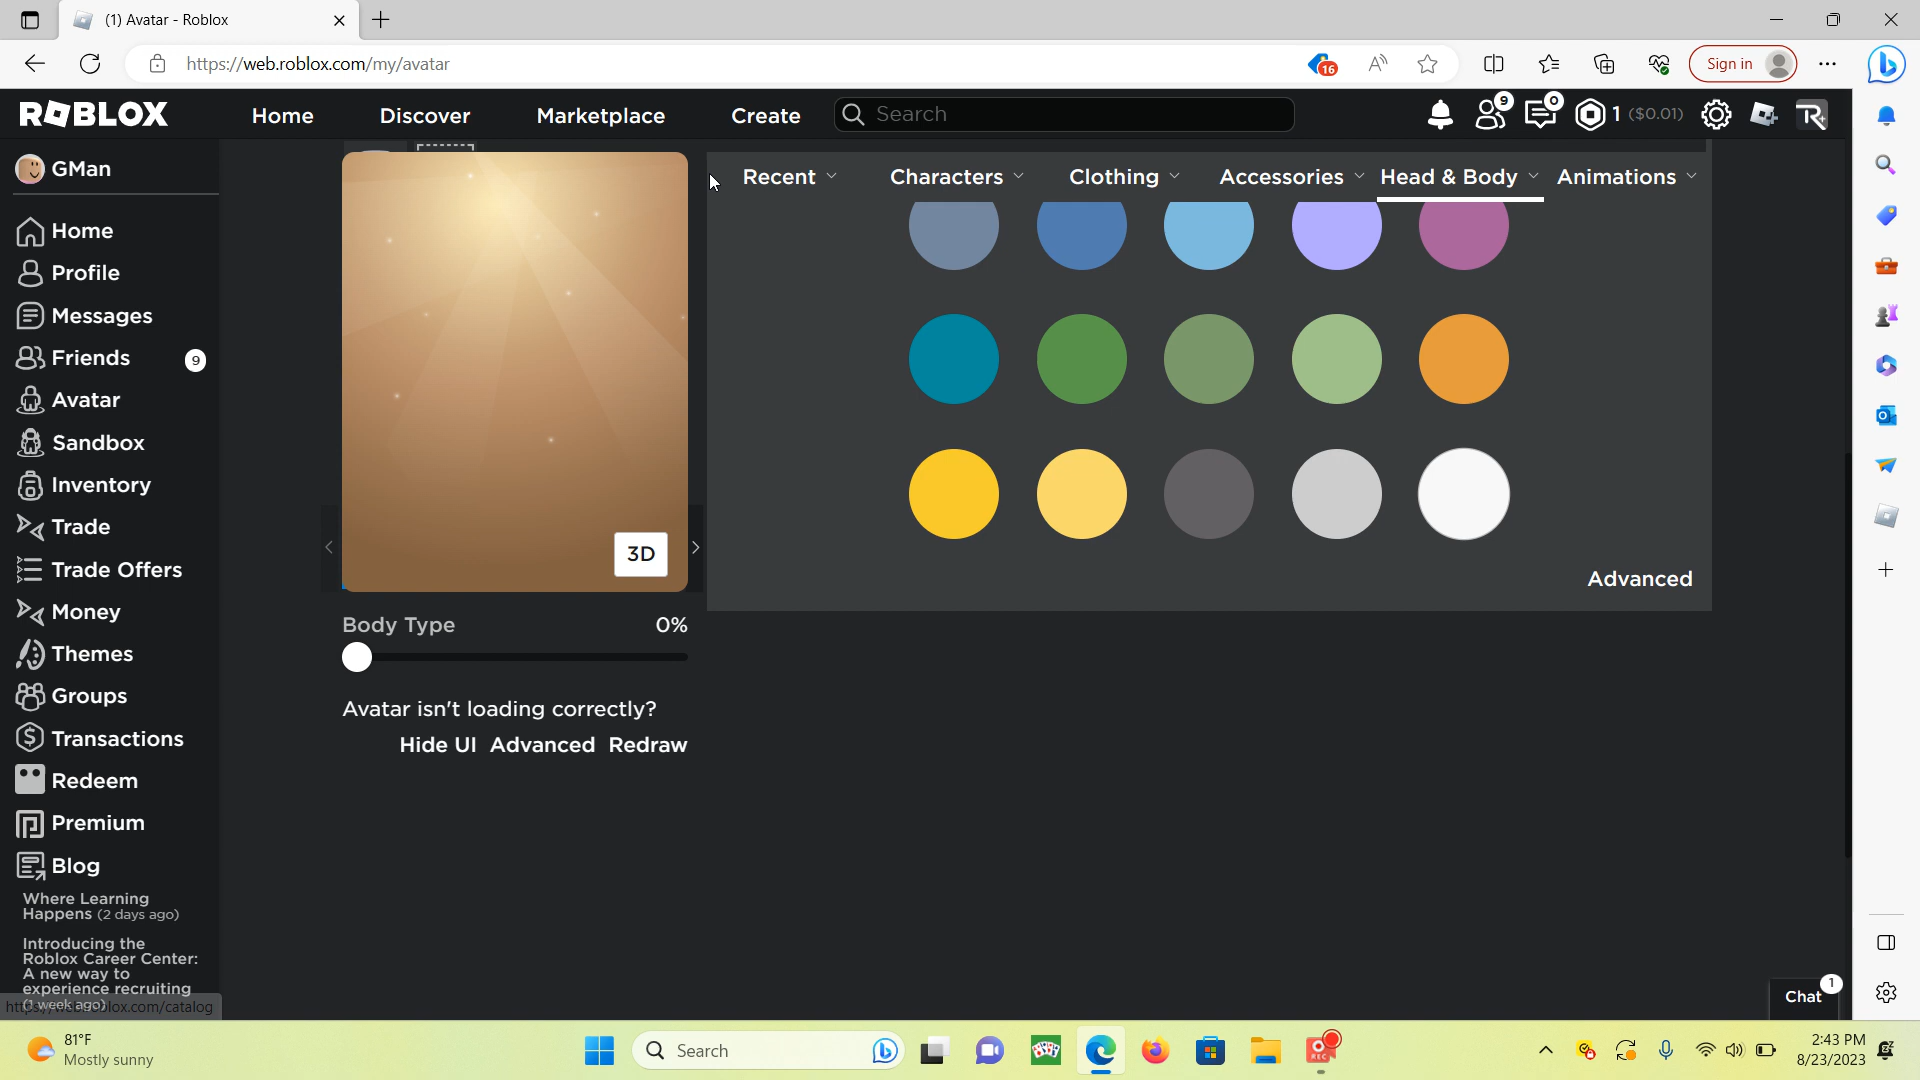 (1) Avatar - Roblox
https://web.roblox.com/my/avatar
16
Sign in
ROBLOX
Home
Discover
Marketplace
Create
Search
9
0
1 ($0.01)
GMan
Home
Profile
Messages
Friends
9
Avatar
Sandbox
Inventory
Trade
Trade Offers
Money
Themes
Groups
Transactions
Redeem
Premium
Blog
Where Learning
Happens (2 days ago)
Introducing the
Roblox Career Center:
A new way to
experience recruiting
(1 week ago)
Recent
Characters
Clothing
Accessories
Head & Body
Animations
3D
Advanced
Body Type
0%
Avatar isn't loading correctly?
Hide UI Advanced Redraw
Chat
1
81°F
Mostly sunny
Search
REC
2:43 PM
8/23/2023